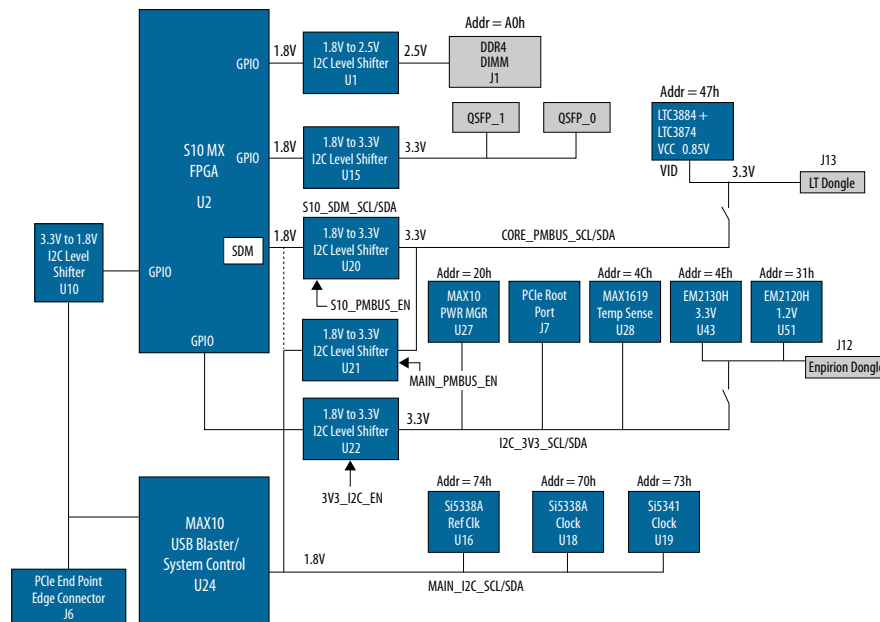 Addr = A0h
1.8V
1.8V to 2.5V
I2C Level Shifter
U1
2.5V
DDR4
DIMM
J1
GPIO
QSFP_1
QSFP_0
Addr = 47h
LTC3884 +
LTC3874
VCC 0.85V
VID
3.3V
J13
LT Dongle
S10 MX
FPGA
U2
GPIO
1.8V
1.8V to 3.3V
I2C Level Shifter
U15
3.3V
S10_SDM_SCL/SDA
SDM
1.8V
1.8V to 3.3V
I2C Level Shifter
U20
3.3V
CORE_PMBUS_SCL/SDA
S10_PMBUS_EN
3.3V to 1.8V
I2C Level
Shifter
U10
GPIO
GPIO
1.8V to 3.3V
I2C Level Shifter
U21
MAIN_PMBUS_EN
Addr = 20h
MAX10
PWR MGR
U27
PCIe Root
Port
J7
Addr = 4Ch
MAX1619
Temp Sense
U28
Addr = 4Eh
EM2130H
3.3V
U43
Addr = 31h
EM2120H
1.2V
U51
J12
Enpirion Dongle
1.8V to 3.3V
I2C Level Shifter
U22
3.3V
I2C_3V3_SCL/SDA
3V3_I2C_EN
MAX10
USB Blaster/
System Control
U24
1.8V
Addr = 74h
Si5338A
Ref Clk
U16
Addr = 70h
Si5338A
Clock
U18
Addr = 73h
Si5341
Clock
U19
MAIN_I2C_SCL/SDA
PCIe End Point
Edge Connector
J6